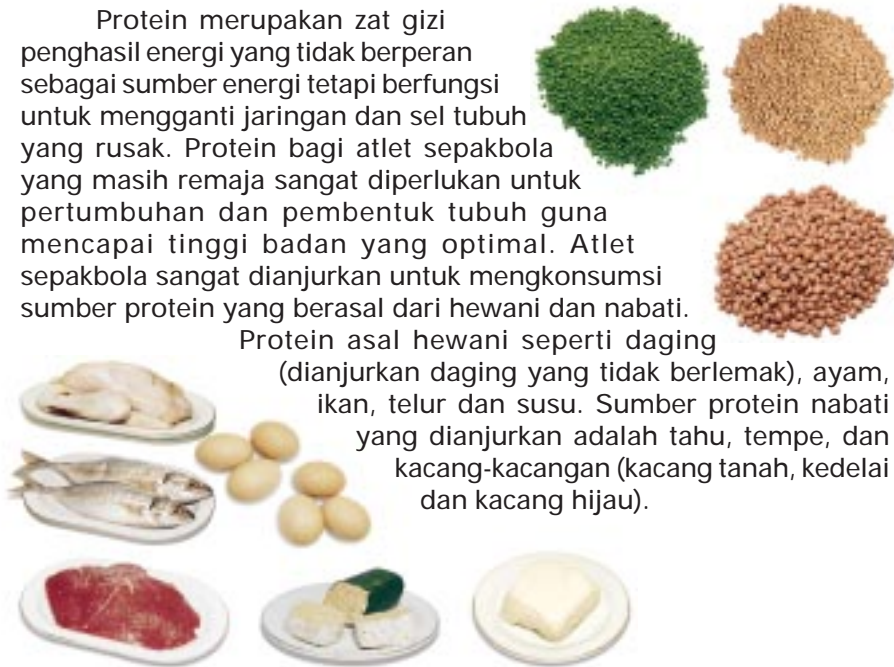 Protein merupakan zat gizi
penghasil energi yang tidak berperan
sebagai sumber energi tetapi berfungsi
untuk mengganti jaringan dan sel tubuh
yang rusak. Protein bagi atlet sepakbola
yang masih remaja sangat diperlukan untuk
pertumbuhan dan pembentuk tubuh guna
mencapai tinggi badan yang optimal. Atlet
sepakbola sangat dianjurkan untuk mengkonsumsi
sumber protein yang berasal dari hewani dan nabati.
Protein asal hewani seperti daging
(dianjurkan daging yang tidak berlemak), ayam,
ikan, telur dan susu. Sumber protein nabati
yang dianjurkan adalah tahu, tempe, dan
kacang-kacangan (kacang tanah, kedelai
dan kacang hijau).